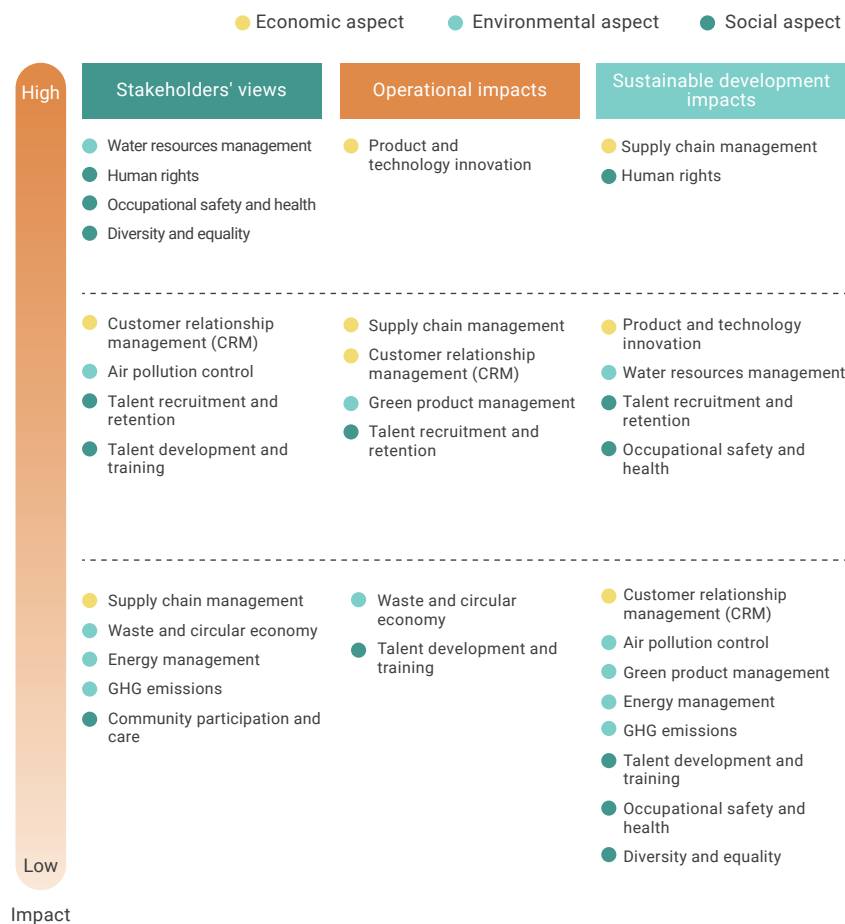 Economic aspect
Environmental aspect
Social aspect
High
Stakeholders' views
Operational impacts
Sustainable development
impacts
Water resources management
Human rights
Occupational safety and health
Diversity and equality
Product and
technology innovation
Supply chain management
Human rights
Customer relationship
management (CRM)
Air pollution control
Talent recruitment and
retention
Talent development and
training
Supply chain management
Customer relationship
management (CRM)
Green product management
Talent recruitment and
retention
Product and technology
innovation
Water resources management
Talent recruitment and
retention
Occupational safety and
health
Supply chain management
Waste and circular economy
Energy management
GHG emissions
Community participation and
care
Waste and circular
economy
Talent development and
training
Customer relationship
management (CRM)
Air pollution control
Green product management
Energy management
GHG emissions
Talent development and
training
Occupational safety and
health
Diversity and equality
Low
Impact